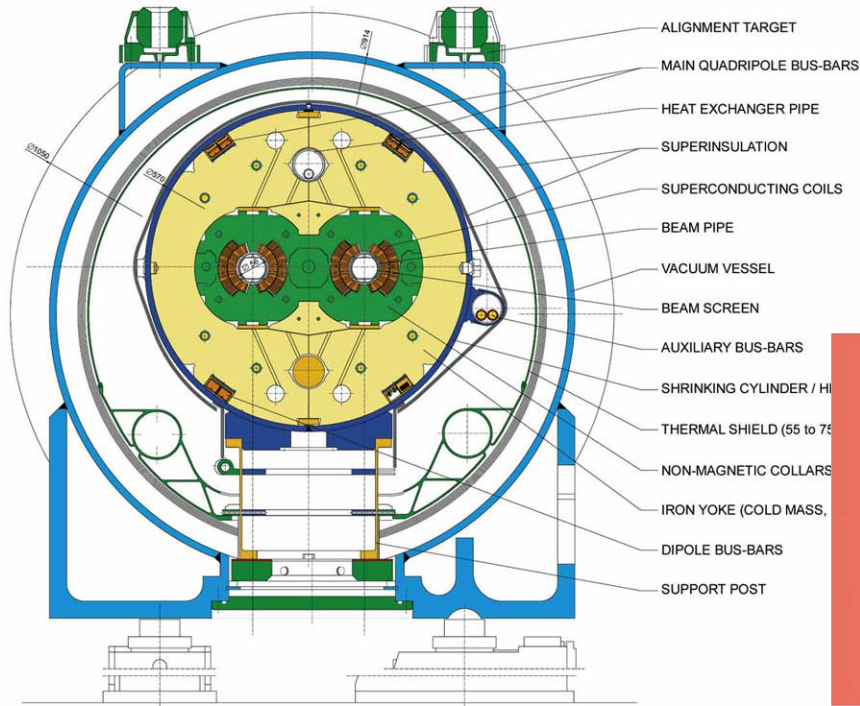 ALIGNMENT TARGET
MAIN QUADRIPOLE BUS-BARS
HEAT EXCHANGER PIPE
SUPERINSULATION
SUPERCONDUCTING COILS
BEAM PIPE
VACUUM VESSEL
BEAM SCREEN
AUXILIARY BUS-BARS
SHRINKING CYLINDER /
THERMAL SHIELD (55 to 75
NON-MAGNETIC COLLARS
IRON YOKE (COLD MASS,
DIPOLE BUS-BARS
SUPPORT POST
Ø914
Ø1050
Ø570
Ø 56